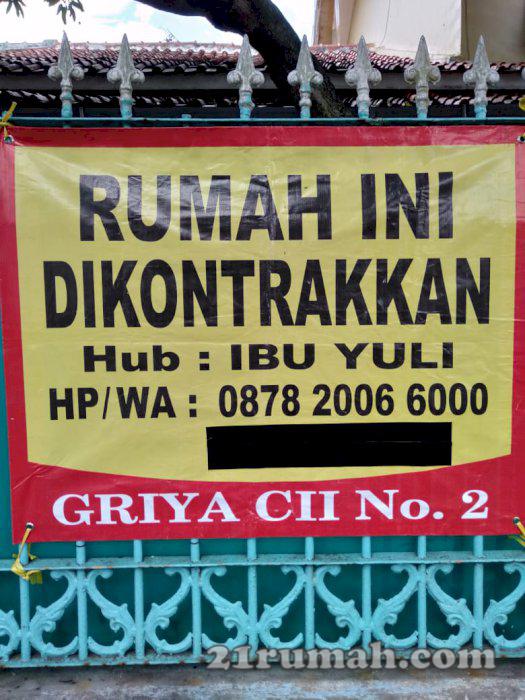 RUMAH INI
DIKONTRAKKAN
Hub : IBU YULI
HP/WA : 0878 2006 6000
GRIYA CII No. 2
21rumah.com